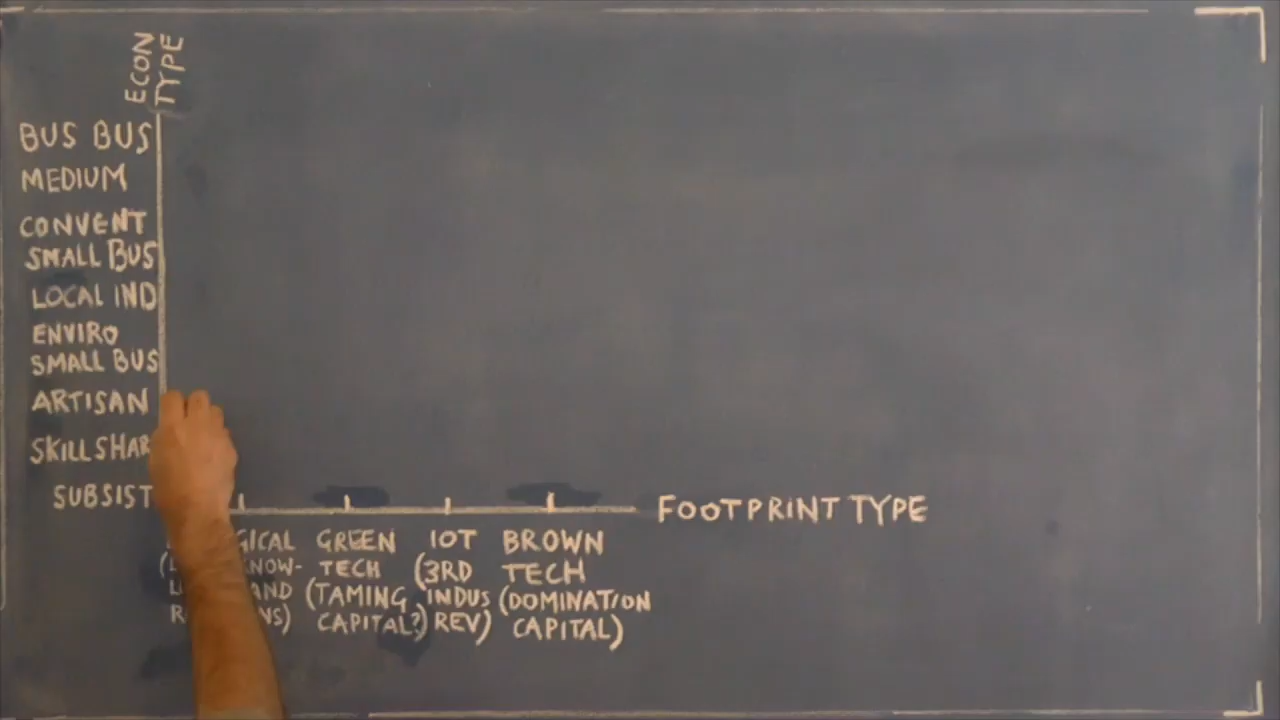 ECON
TYPE
BUS BUS
MEDIUM
CONVENT
SMALL BUS
LOCAL IND
ENVIRO
SMALL BUS
ARTISAN
SUBSIST
FOOTPRINT TYPE
GREEN
TECH
(TAMING
CAPITAL?)
IOT
(3RD
INDUS
REV)
BROWN
TECH
(DOMINATION
CAPITAL)